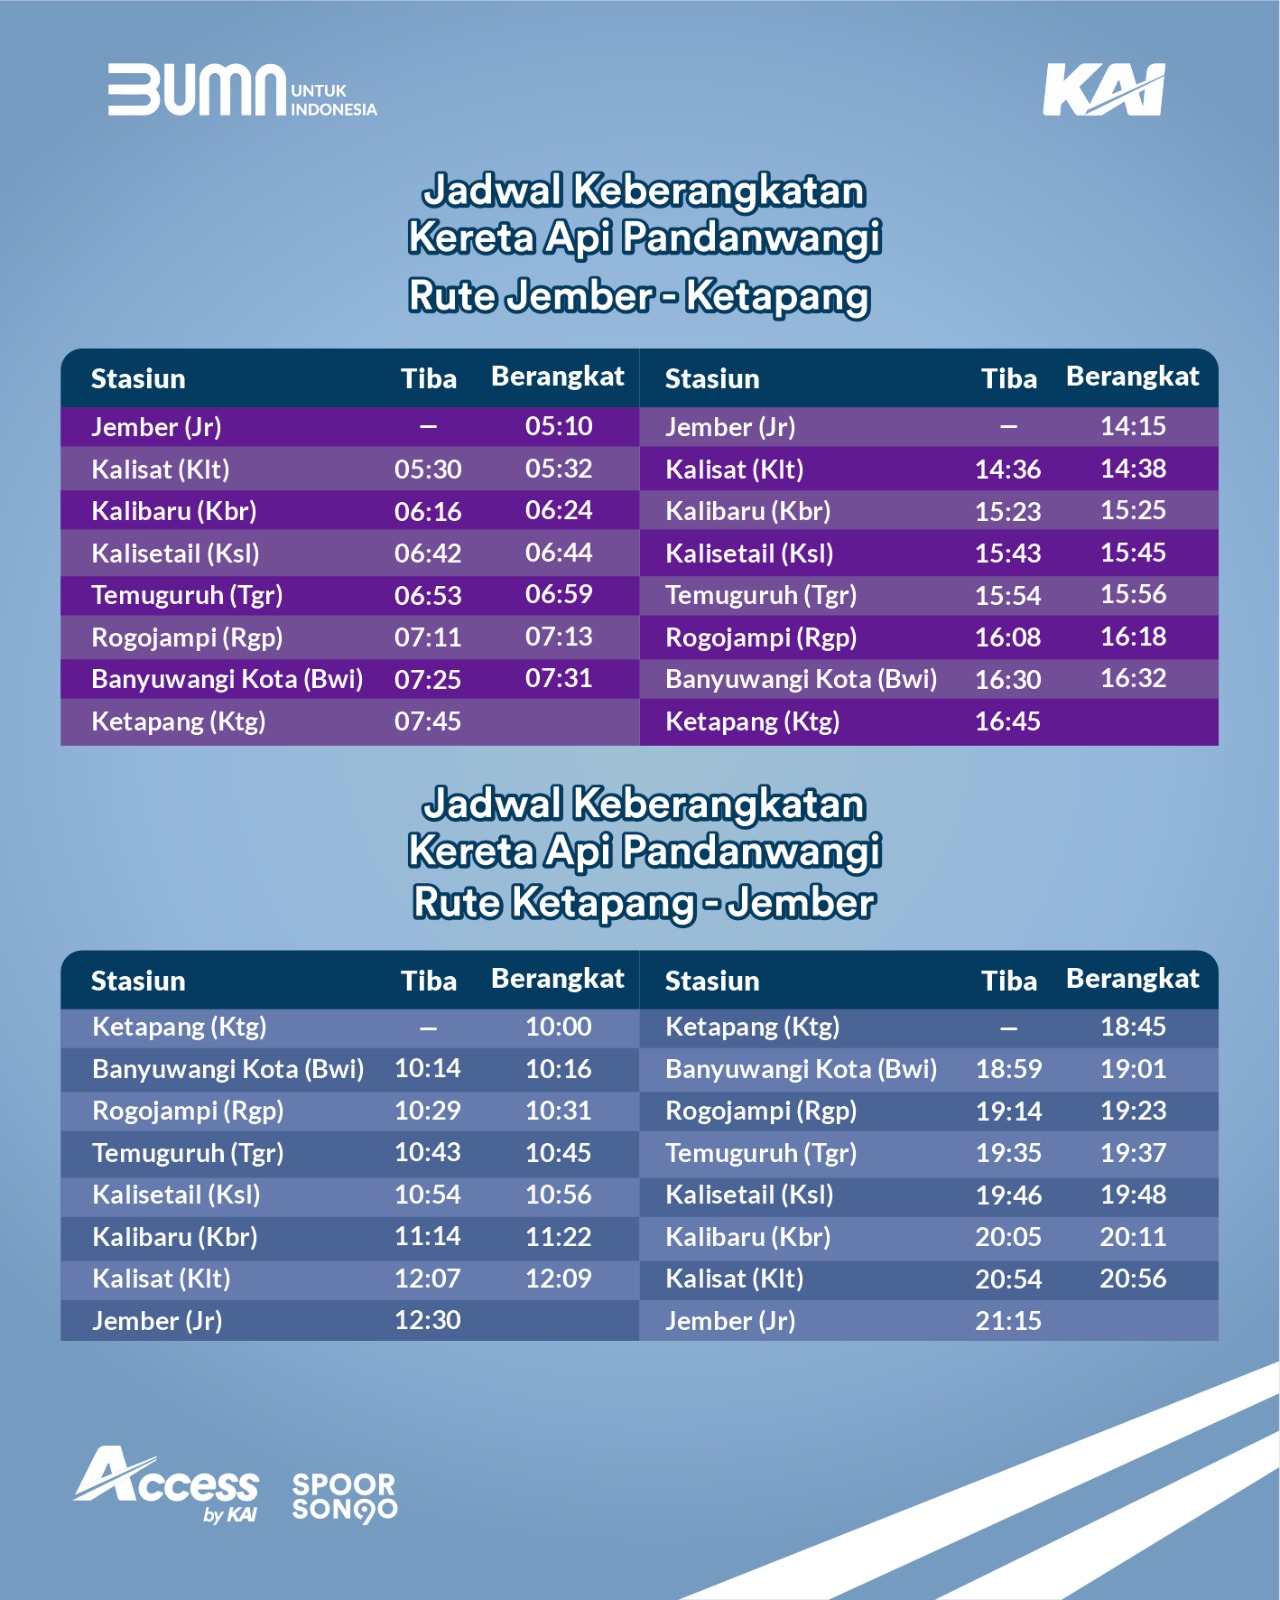 BUMN UNTUK
INDONESIA
KAI
Jadwal Keberangkatan
Kereta Api Pandanwangi
Rute Jember - Ketapang
Stasiun Tiba Berangkat Stasiun Tiba Berangkat
Jember (Jr) — 05:10 Jember (Jr) — 14:15
Kalisat (Klt) 05:30 05:32 Kalisat (Klt) 14:36 14:38
Kalibaru (Kbr) 06:16 06:24 Kalibaru (Kbr) 15:23 15:25
Kalisetail (Ksl) 06:42 06:44 Kalisetail (Ksl) 15:43 15:45
Temuguruh (Tgr) 06:53 06:59 Temuguruh (Tgr) 15:54 15:56
Rogojampi (Rgp) 07:11 07:13 Rogojampi (Rgp) 16:08 16:18
Banyuwangi Kota (Bwi) 07:25 07:31 Banyuwangi Kota (Bwi) 16:30 16:32
Ketapang (Ktg) 07:45 Ketapang (Ktg) 16:45
Jadwal Keberangkatan
Kereta Api Pandanwangi
Rute Ketapang - Jember
Stasiun Tiba Berangkat Stasiun Tiba Berangkat
Ketapang (Ktg) — 10:00 Ketapang (Ktg) — 18:45
Banyuwangi Kota (Bwi) 10:14 10:16 Banyuwangi Kota (Bwi) 18:59 19:01
Rogojampi (Rgp) 10:29 10:31 Rogojampi (Rgp) 19:14 19:23
Temuguruh (Tgr) 10:43 10:45 Temuguruh (Tgr) 19:35 19:37
Kalisetail (Ksl) 10:54 10:56 Kalisetail (Ksl) 19:46 19:48
Kalibaru (Kbr) 11:14 11:22 Kalibaru (Kbr) 20:05 20:11
Kalisat (Klt) 12:07 12:09 Kalisat (Klt) 20:54 20:56
Jember (Jr) 12:30 Jember (Jr) 21:15
Access
by KAI
SPOOR
SONGO